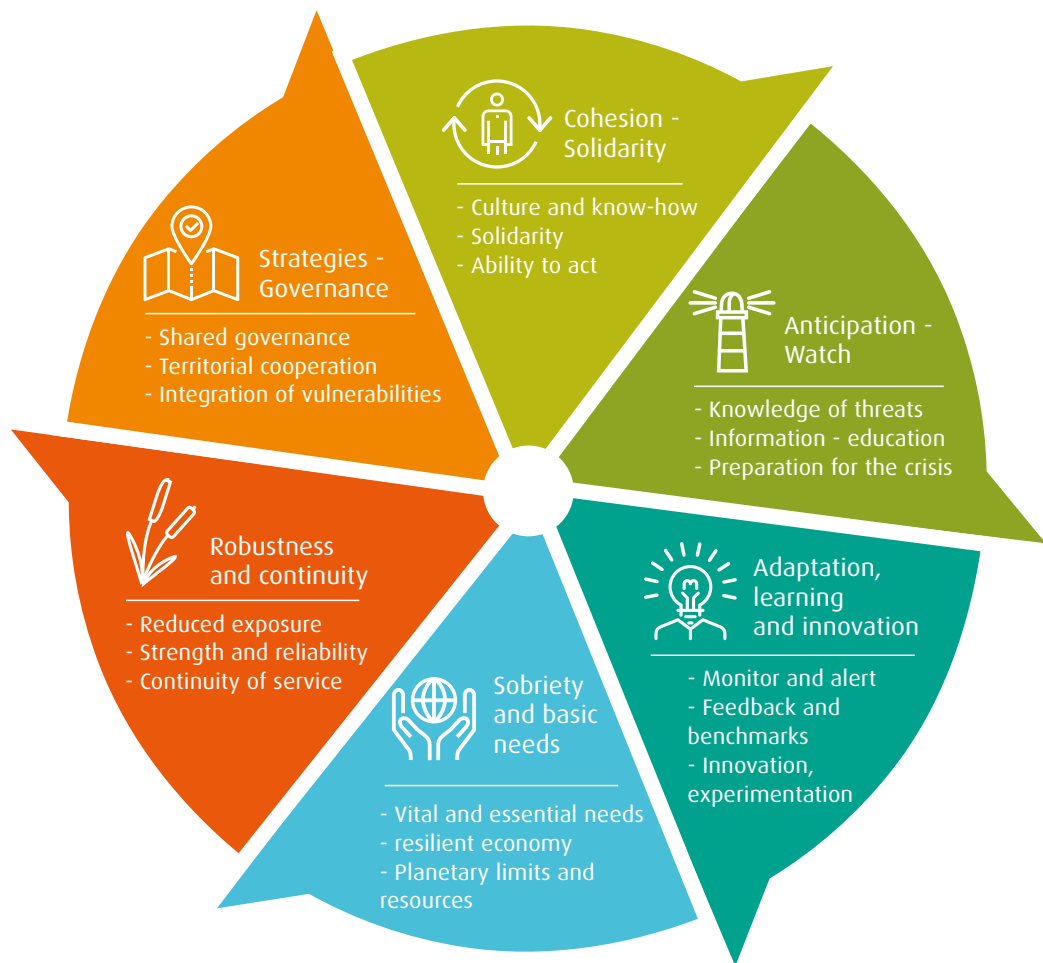 Cohesion -
Solidarity
- Culture and know-how
- Solidarity
- Ability to act
Anticipation -
Watch
- Knowledge of threats
- Information - education
- Preparation for the crisis
Adaptation,
learning
and innovation
- Monitor and alert
- Feedback and
benchmarks
- Innovation,
experimentation
Sobriety
and basic
needs
- Vital and essential needs
- resilient economy
- Planetary limits and
resources
Robustness
and continuity
- Reduced exposure
- Strength and reliability
- Continuity of service
Strategies -
Governance
- Shared governance
- Territorial cooperation
- Integration of vulnerabilities